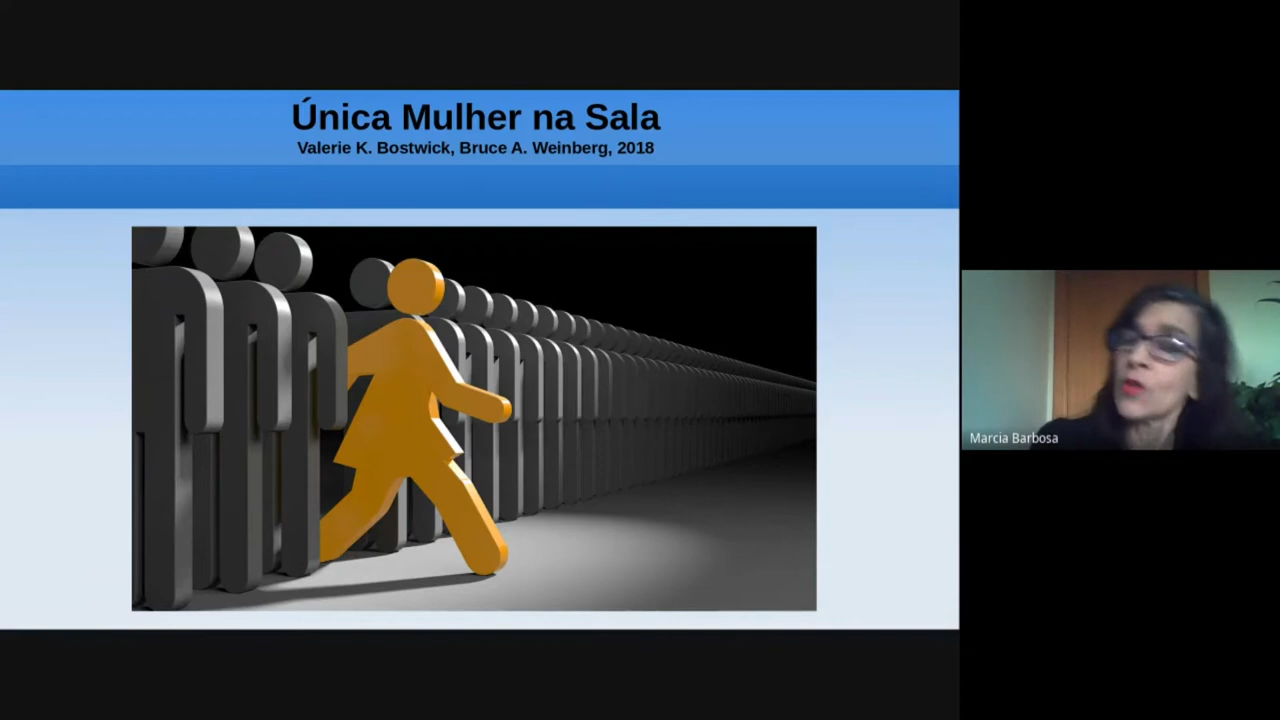 Única Mulher na Sala
Valerie K. Bostwick, Bruce A. Weinberg, 2018
Marcia Barbosa